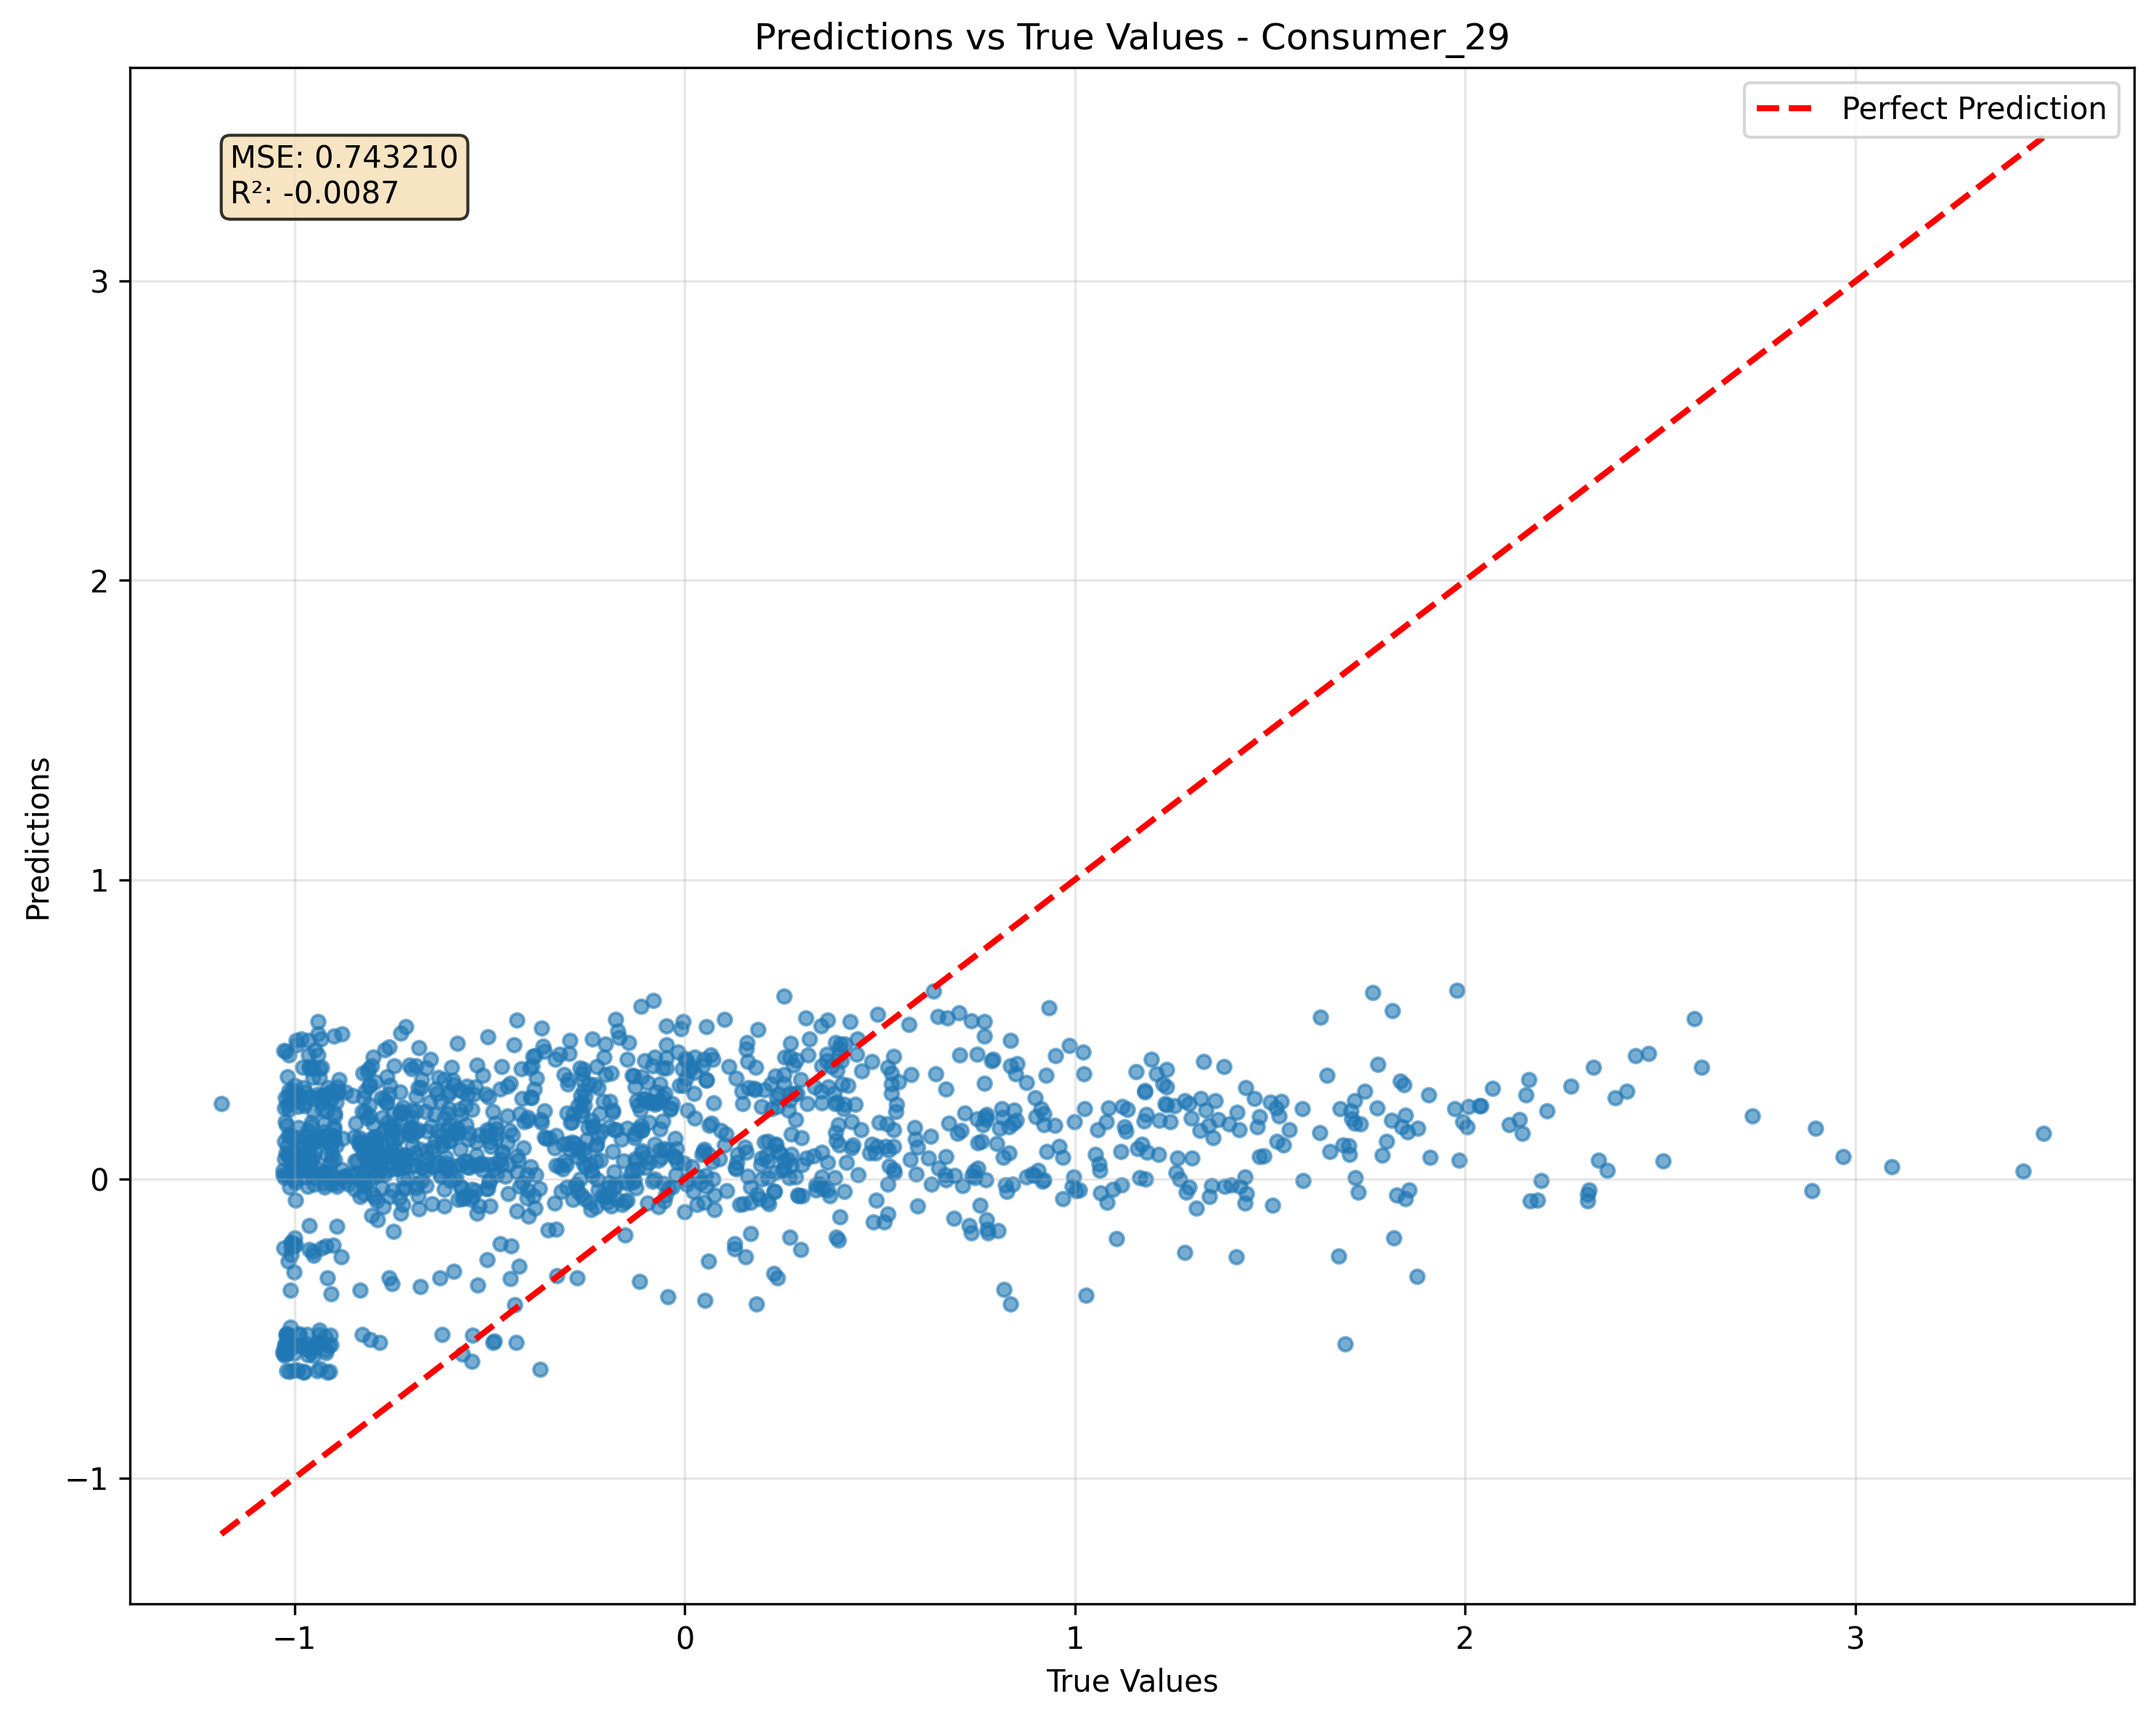 Predictions vs True Values - Consumer_29
Perfect Prediction
MSE: 0.743210
R²: -0.0087
3
2
1
0
−1
Predictions
−1
0
1
2
3
True Values